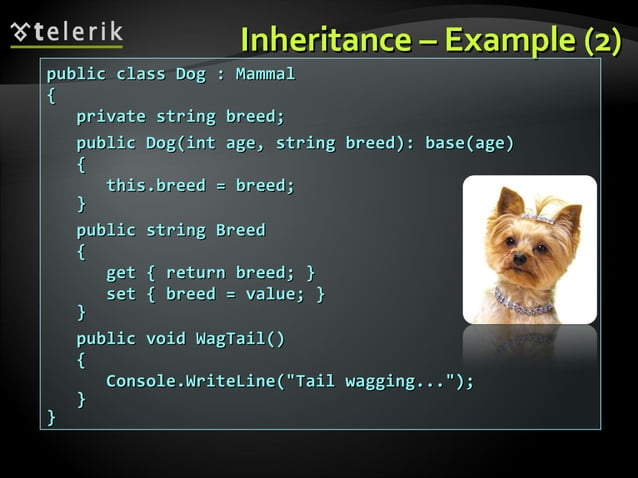 telerik
Inheritance – Example (2)
public class Dog : Mammal
{
private string breed;
public Dog(int age, string breed): base(age)
{
this.breed = breed;
}
public string Breed
{
get { return breed; }
set { breed = value; }
}
public void WagTail()
{
Console.WriteLine("Tail wagging...");
}
}